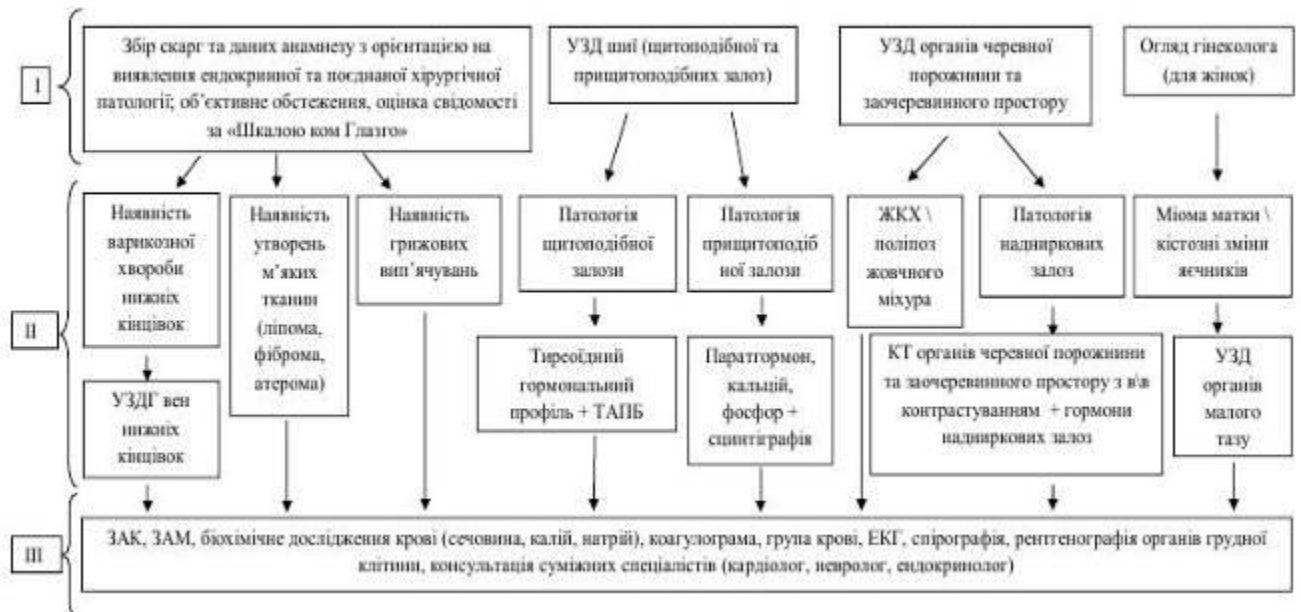 I
Збір скарг та даних анамнезу з орієнтацією на
виявлення ендокринної та поєднаної хірургічної
патології; об’єктивне обстеження, оцінка свідомості
за «Шкалою ком Глазго»
УЗД шиї (щитоподібної та
прищитоподібних залоз)
УЗД органів черевної
порожнини та
заочеревинного простору
Огляд гінеколога
(для жінок)
II
Наявність
варикозної
хвороби
нижніх
кінцівок
Наявність
утворень
м’яких
тканин
(ліпома,
фіброма,
атерома)
Наявність
грижових
вип’ячувань
Патологія
щитоподібної
залози
Патологія
прищитоподіб
ної залози
ЖКХ \
поліпоз
жовчного
міхура
Патологія
надниркових
залоз
Міома матки \
кістозні зміни
яєчників
УЗДГ вен
нижніх
кінцівок
Тиреоїдний
гормональний
профіль + ТАПБ
Паратгормон,
кальцій,
фосфор +
сцинтіграфія
КТ органів черевної порожнини
та заочеревинного простору з в\в
контрастуванням + гормони
надниркових залоз
УЗД
органів
малого
тазу
III
ЗАК, ЗАМ, біохімічне дослідження крові (сечовина, калій, натрій), коагулограма, група крові, ЕКГ, спірографія, рентгенографія органів грудної
клітини, консультація суміжних спеціалістів (кардіолог, невролог, ендокринолог)